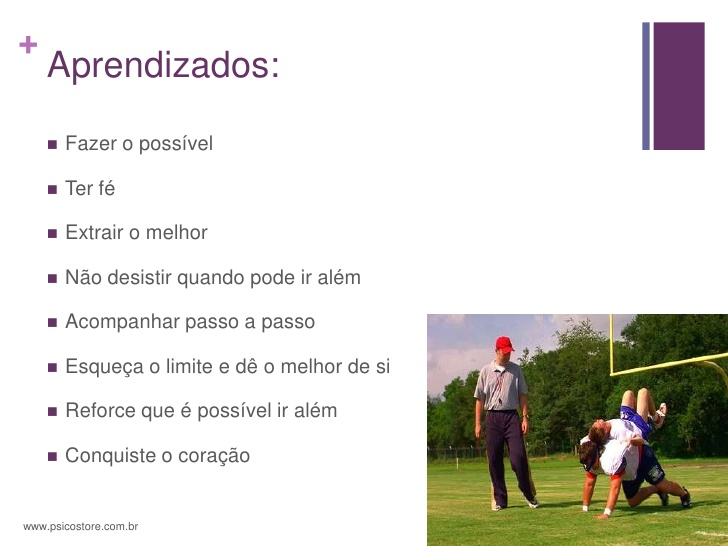 +
Aprendizados:
Fazer o possível
Ter fé
Extrair o melhor
Não desistir quando pode ir além
Acompanhar passo a passo
Esqueça o limite e dê o melhor de si
Reforce que é possível ir além
Conquiste o coração
www.psicostore.com.br